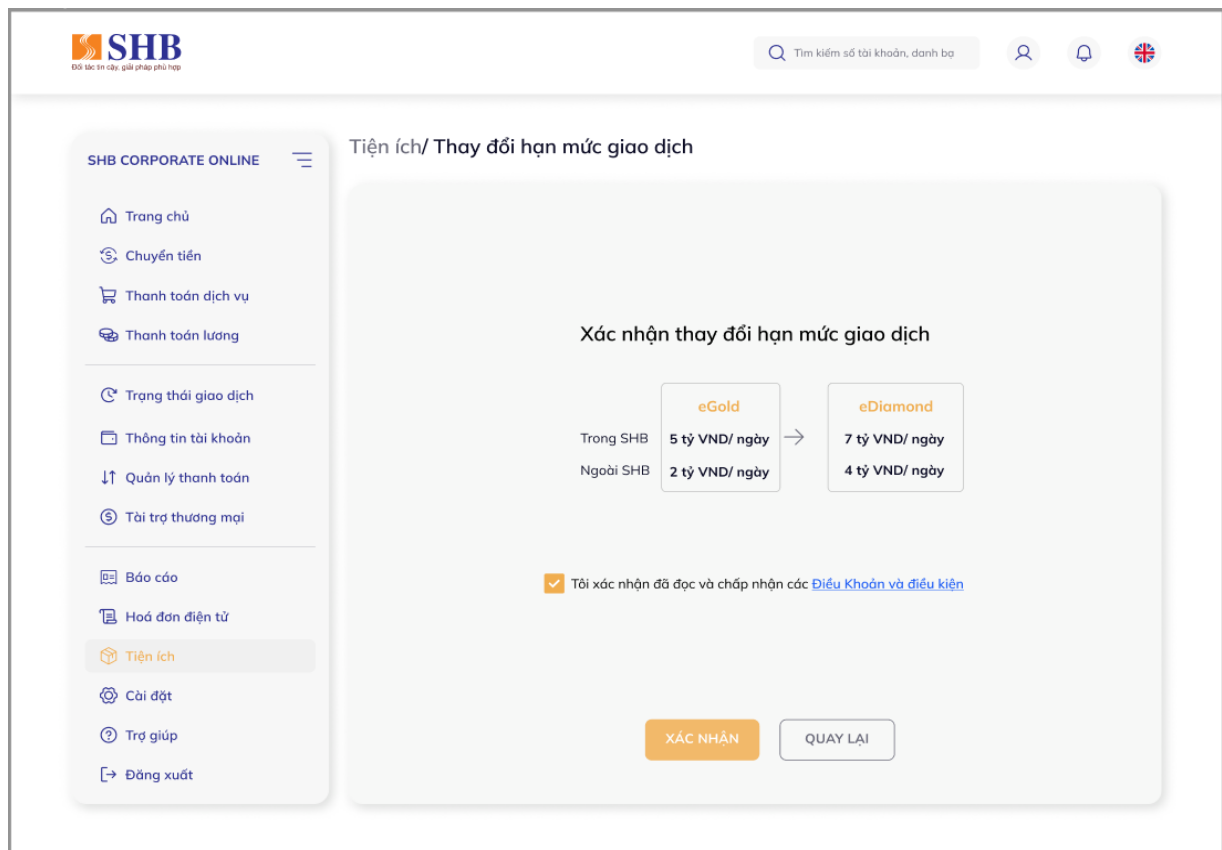 SHB
Đối tác tin cậy, giải pháp phù hợp
Tìm kiếm số tài khoản, danh bạ
SHB CORPORATE ONLINE
Trang chủ
Chuyển tiền
Thanh toán dịch vụ
Thanh toán lương
Trạng thái giao dịch
Thông tin tài khoản
Quản lý thanh toán
Tài trợ thương mại
Báo cáo
Hoá đơn điện tử
Tiện ích
Cài đặt
Trợ giúp
Đăng xuất
Tiện ích/ Thay đổi hạn mức giao dịch
Xác nhận thay đổi hạn mức giao dịch
eGold eDiamond
Trong SHB 5 tỷ VND/ ngày 7 tỷ VND/ ngày
Ngoài SHB 2 tỷ VND/ ngày 4 tỷ VND/ ngày
Tôi xác nhận đã đọc và chấp nhận các Điều Khoản và điều kiện
XÁC NHẬN QUAY LẠI